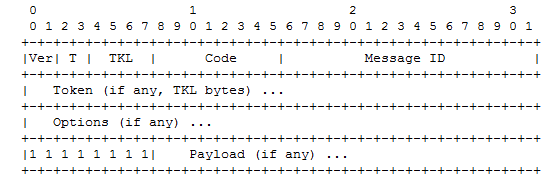 0                   1                   2                   3
 0 1 2 3 4 5 6 7 8 9 0 1 2 3 4 5 6 7 8 9 0 1 2 3 4 5 6 7 8 9 0 1
+-+-+-+-+-+-+-+-+-+-+-+-+-+-+-+-+-+-+-+-+-+-+-+-+-+-+-+-+-+-+-+-+
|Ver| T |  TKL  |      Code     |          Message ID           |
+-+-+-+-+-+-+-+-+-+-+-+-+-+-+-+-+-+-+-+-+-+-+-+-+-+-+-+-+-+-+-+-+
|   Token (if any, TKL bytes) ...
+-+-+-+-+-+-+-+-+-+-+-+-+-+-+-+-+-+-+-+-+-+-+-+-+-+-+-+-+-+-+-+-+
|   Options (if any) ...
+-+-+-+-+-+-+-+-+-+-+-+-+-+-+-+-+-+-+-+-+-+-+-+-+-+-+-+-+-+-+-+-+
|1 1 1 1 1 1 1 1|    Payload (if any) ...
+-+-+-+-+-+-+-+-+-+-+-+-+-+-+-+-+-+-+-+-+-+-+-+-+-+-+-+-+-+-+-+-+